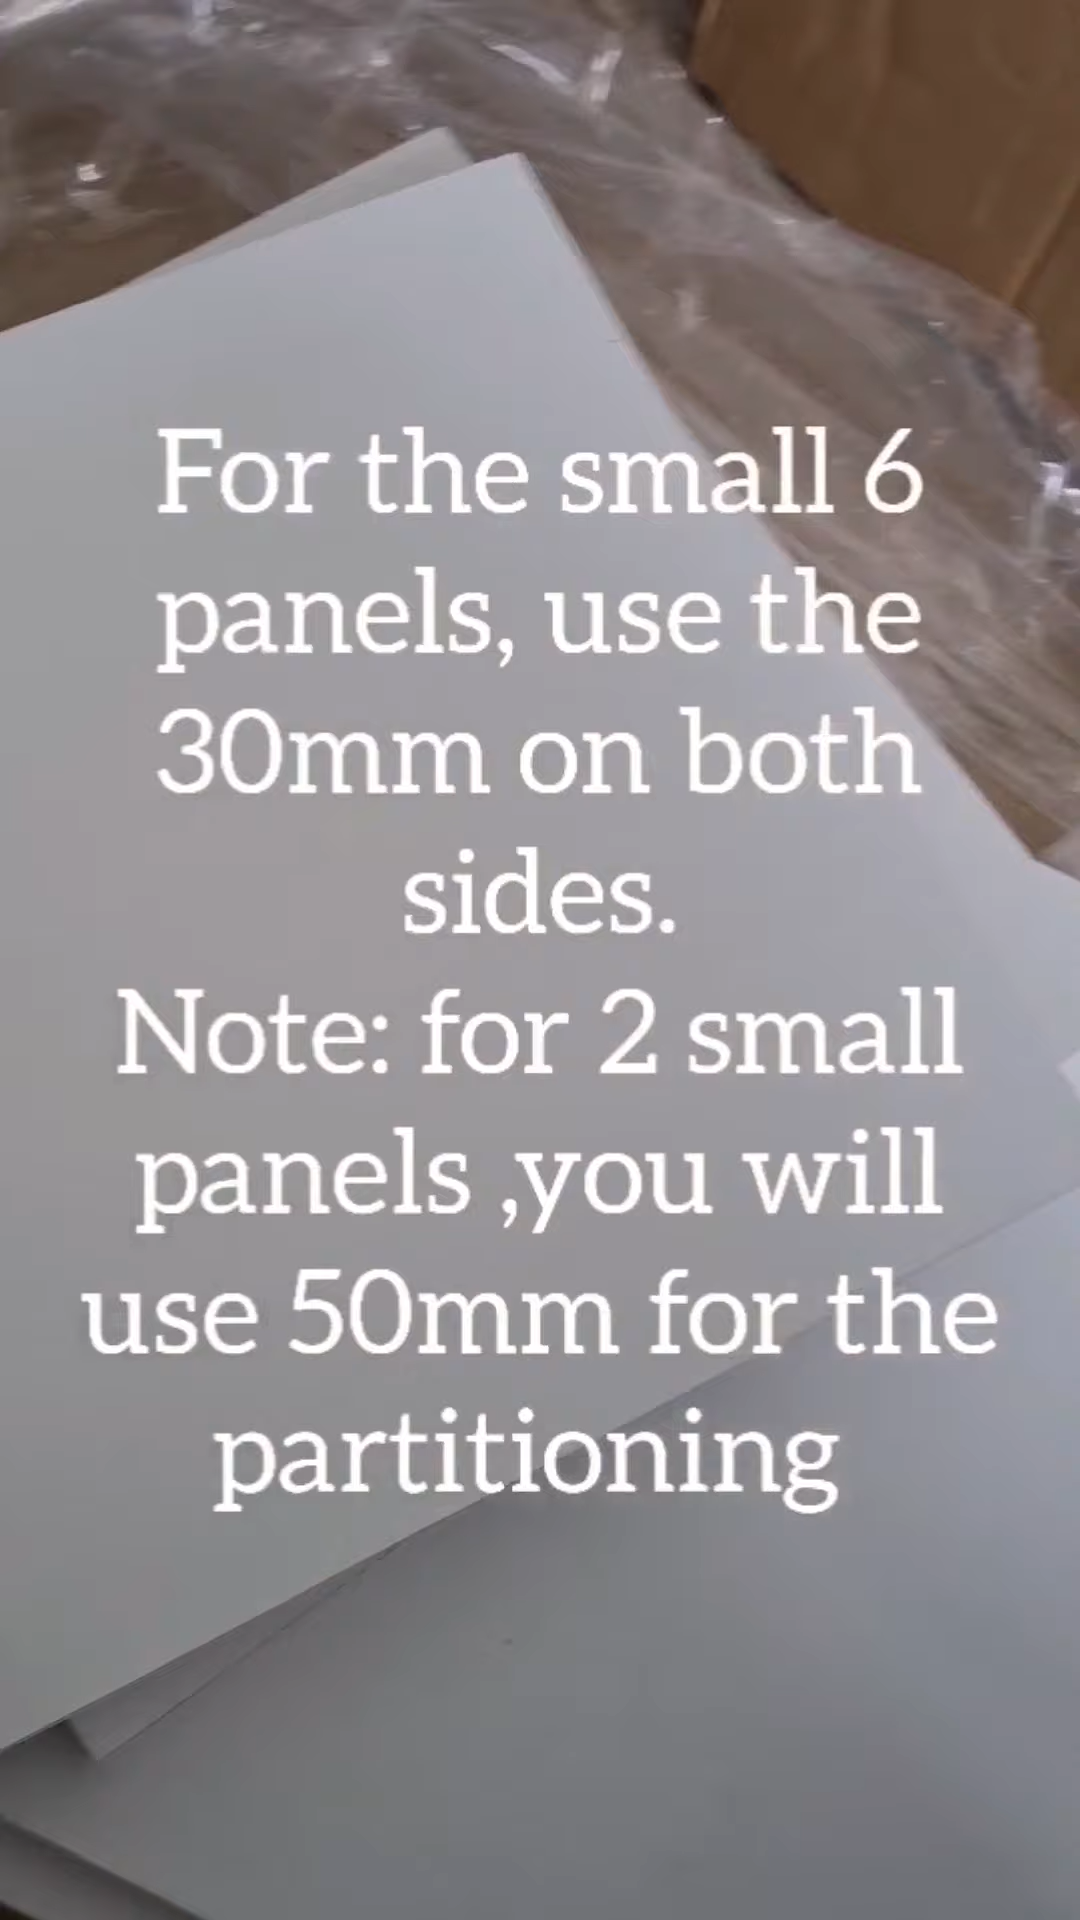 For the small 6
panels, use the
30mm on both
sides.
Note: for 2 small
panels ,you will
use 50mm for the
partitioning